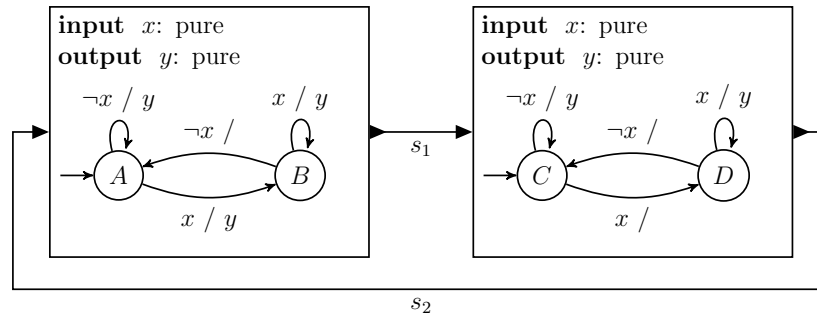 input x: pure
output y: pure
¬x / y
x / y
¬x /
A
B
x / y
s₁
input x: pure
output y: pure
¬x / y
x / y
¬x /
C
D
x /
s₂